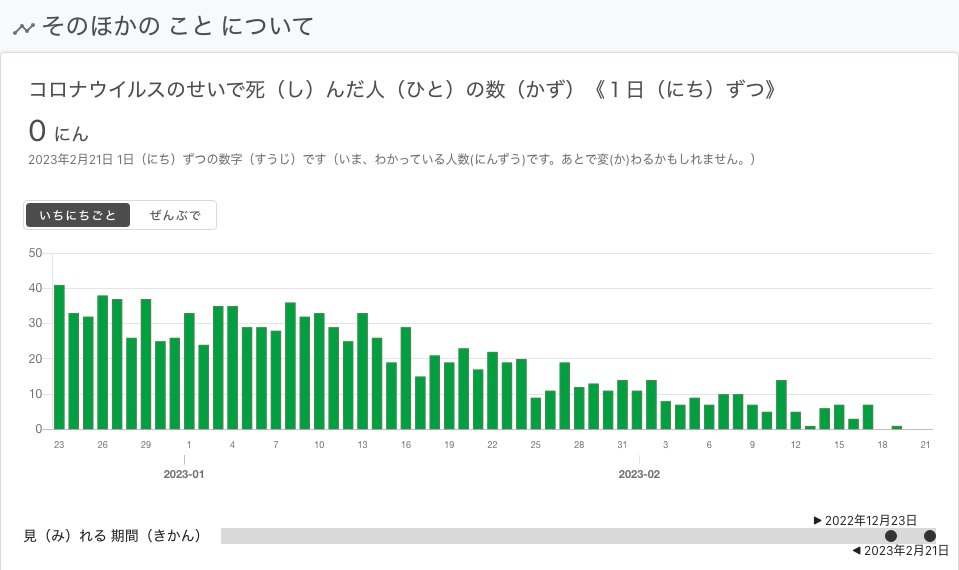 そのほかの こと について
コロナウイルスのせいで死（し）んだ人（ひと）の数（かず）《１日（にち）ずつ》
0 にん
2023年2月21日 1日（にち）ずつの数字（すうじ）です（いま、わかっている人数(にんずう)です。あとで変(か)わるかもしれません。）
いちにちごと ぜんぶで
50
40
30
20
10
0
23 26 29 1 4 7 10 13 16 19 22 25 28 31 3 6 9 12 15 18 21
2023-01 2023-02
2022年12月23日
見（み）れる 期間（きかん）
2023年2月21日